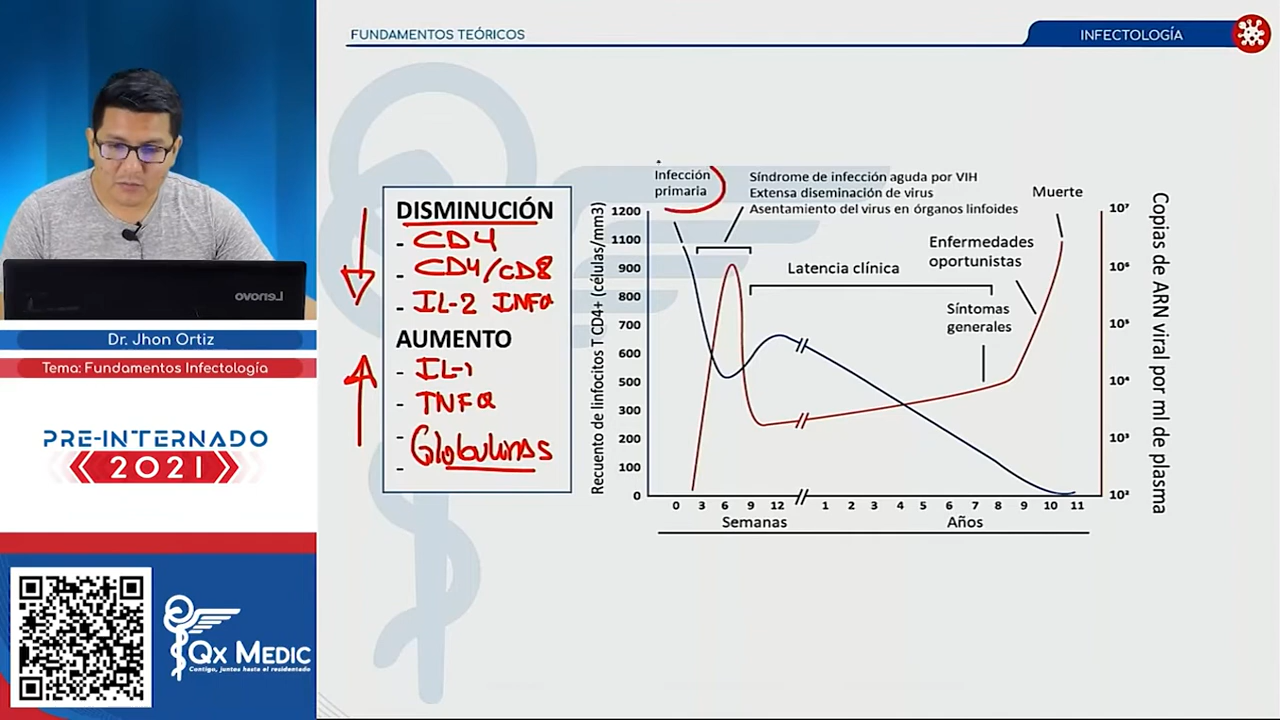 FUNDAMENTOS TEÓRICOS
INFECTOLOGÍA
lenovo
Dr. Jhon Ortiz
Tema: Fundamentos Infectología
PRE-INTERNADO
2021
QX MEDIC
Contigo, juntos hasta el residentado
DISMINUCIÓN
- CD4
- CD4/CD8
- IL-2 INFα
AUMENTO
- IL-1
- TNFα
- Globulinas
-
Infección
primaria
Síndrome de infección aguda por VIH
Extensa diseminación de virus
Asentamiento del virus en órganos linfoides
Muerte
Enfermedades
oportunistas
Latencia clínica
Síntomas
generales
Recuento de linfocitos T CD4+ (células/mm3)
1200
1100
900
800
700
600
500
300
200
100
0
0 3 6 9 12 1 2 3 4 5 6 7 8 9 10 11
Semanas
Años
10⁷
10⁶
10⁵
10⁴
10³
10²
Copias de ARN viral por ml de plasma